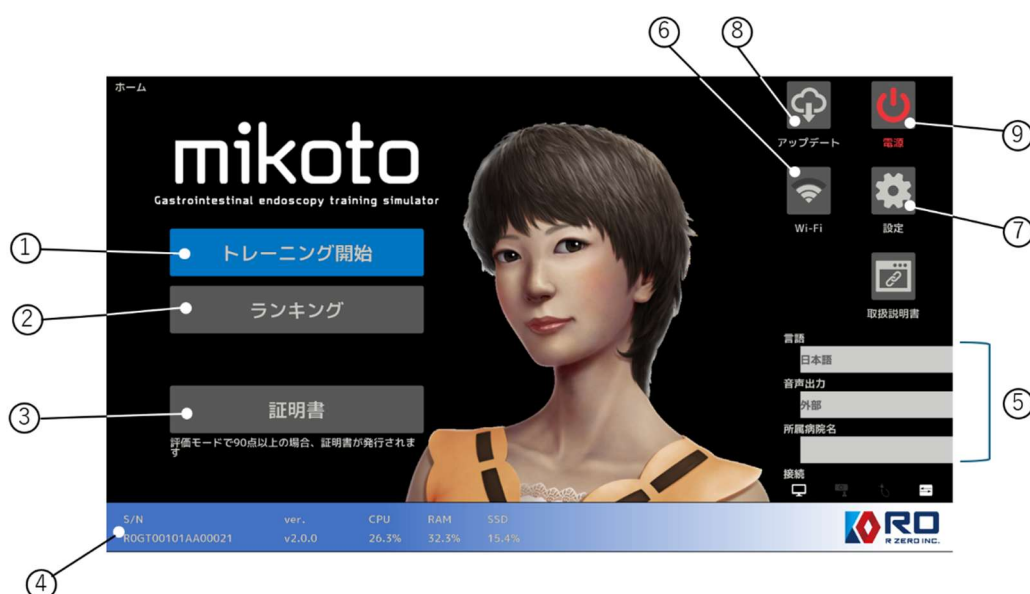 ⑥
⑧
ホーム
mikoto
Gastrointestinal endoscopy training simulator
アップデート
電源
⑨
Wi-Fi
設定
⑦
①
トレーニング開始
②
ランキング
取扱説明書
言語
日本語
音声出力
外部
⑤
所属病院名
③
証明書
評価モードで90点以上の場合、証明書が発行されま
す
接続
S/N
ver.
CPU
RAM
SSD
R0GT00101AA00021
v2.0.0
26.3%
32.3%
15.4%
RO
R ZERO INC.
④